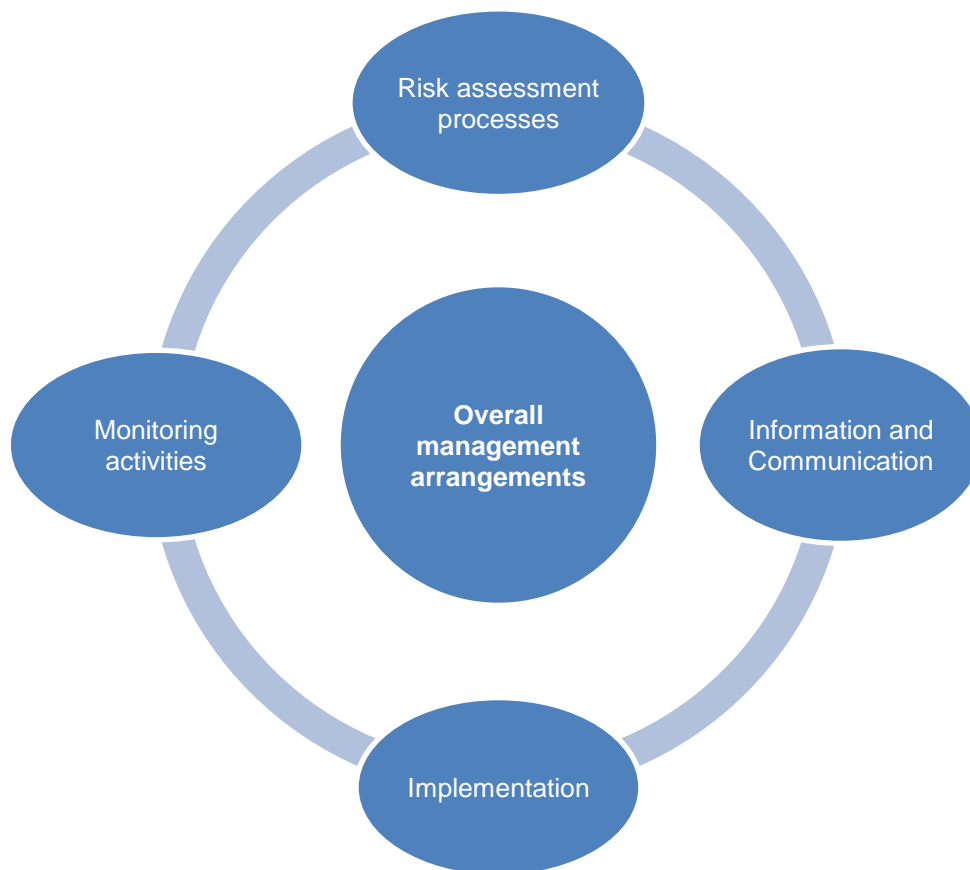 Risk assessment
processes
Monitoring
activities
Overall
management
arrangements
Information and
Communication
Implementation